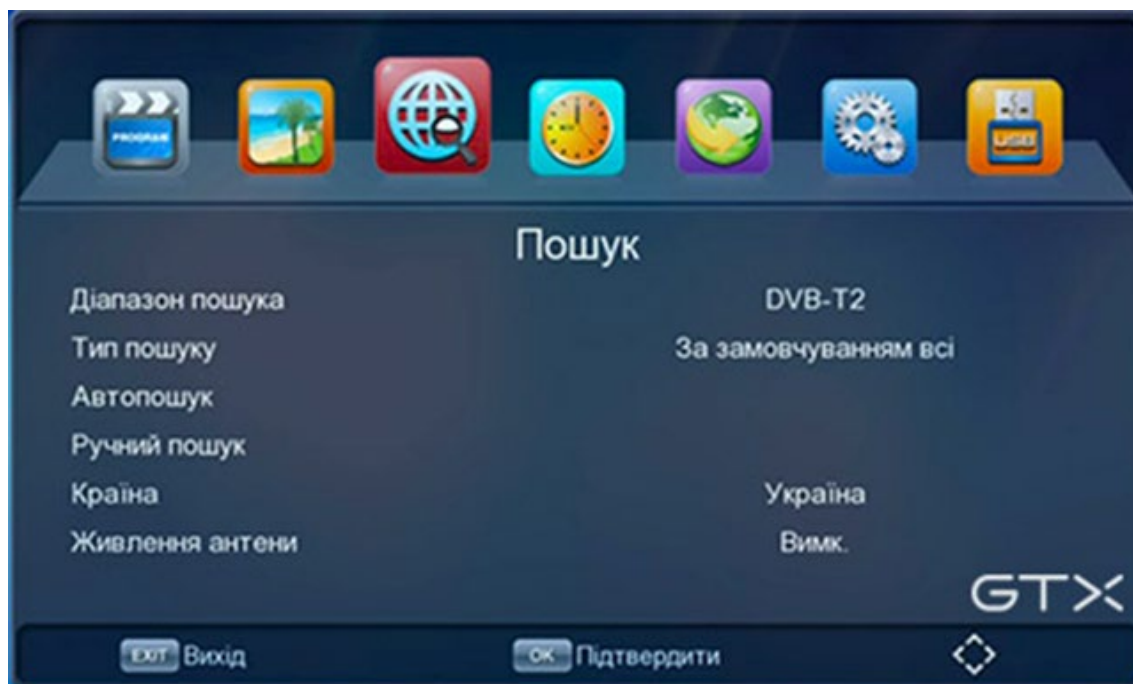 PROGRAM
USB
Пошук
Діапазон пошука DVB-T2
Тип пошуку За замовчуванням всі
Автопошук
Ручний пошук
Країна Україна
Живлення антени Вимк.
GTX
EXIT Вихід OK Підтвердити